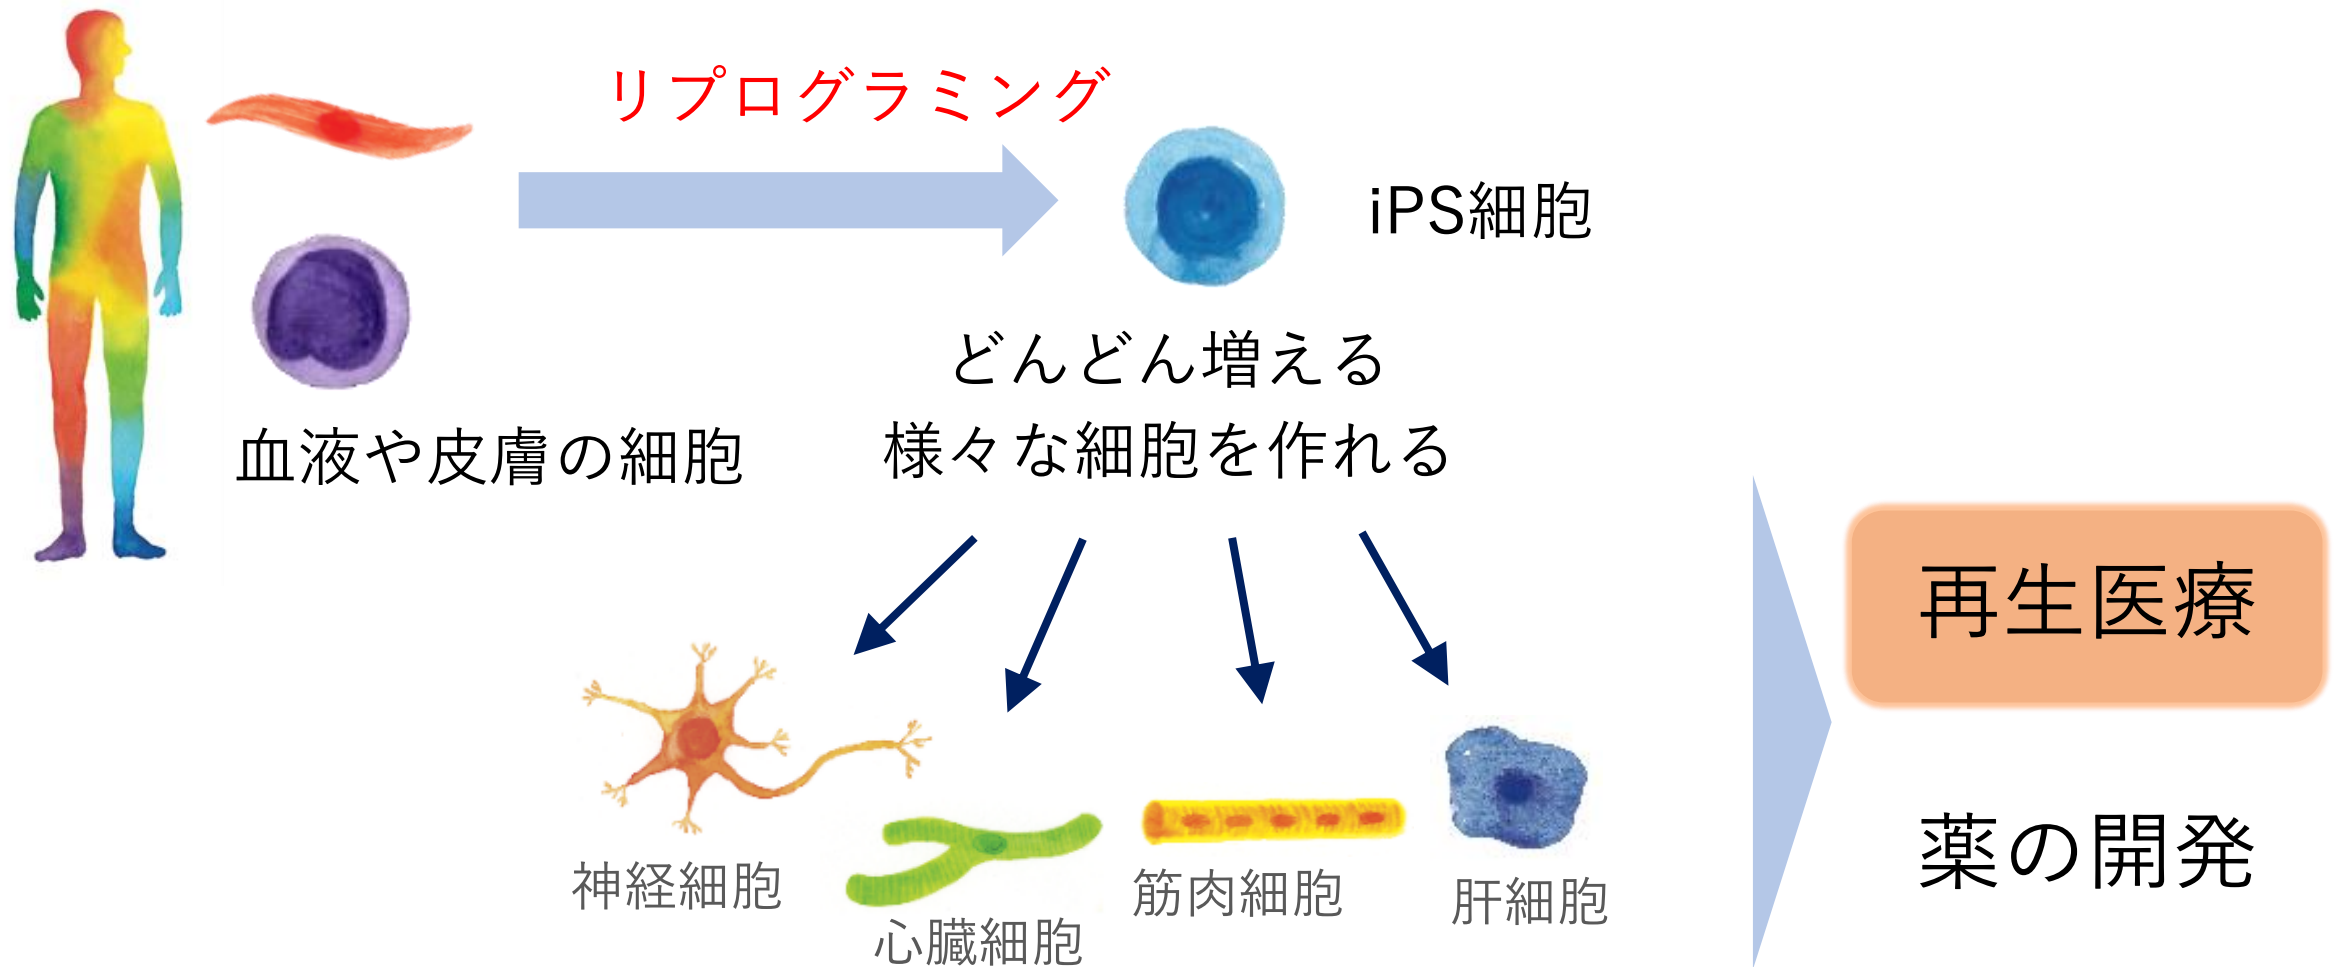 リプログラミング
iPS細胞
血液や皮膚の細胞
どんどん増える
様々な細胞を作れる
神経細胞
心臓細胞
筋肉細胞
肝細胞
再生医療
薬の開発